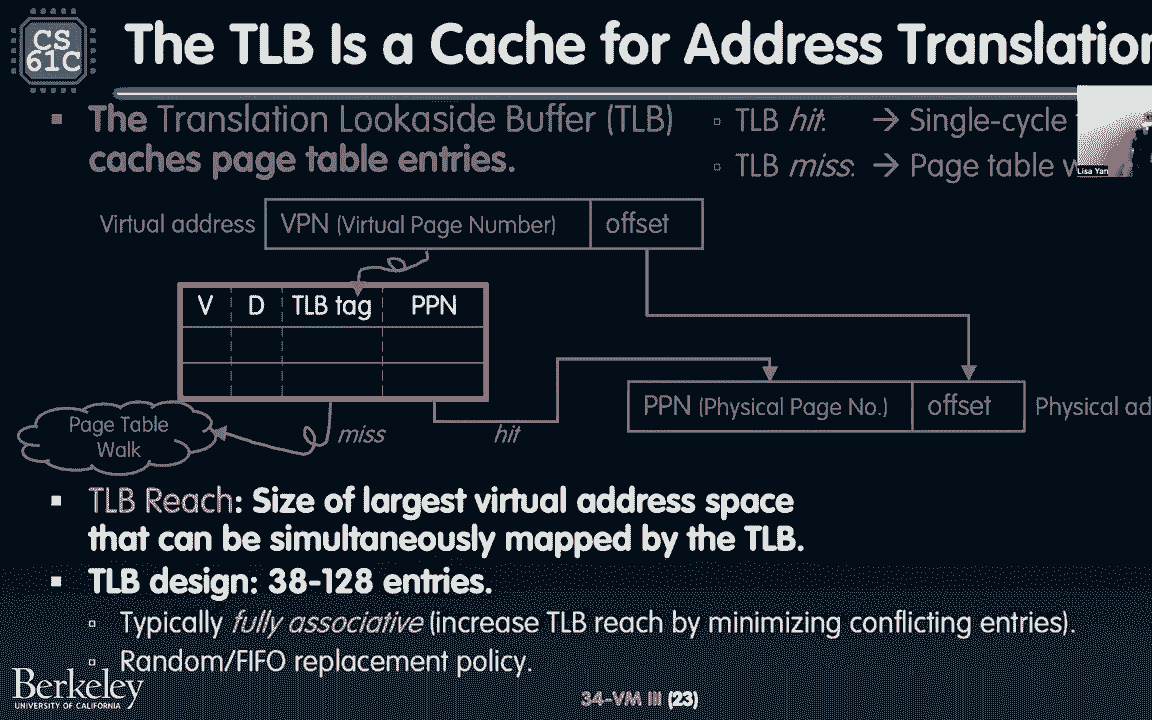 CS
61C
The TLB Is a Cache for Address Translation
The Translation Lookaside Buffer (TLB)
caches page table entries.
TLB hit: → Single-cycle
TLB miss: → Page table
Lisa Yan
Virtual address
VPN (Virtual Page Number)
offset
V D TLB tag PPN
Page Table
Walk
miss
hit
PPN (Physical Page No.)
offset
Physical ad
TLB Reach: Size of largest virtual address space
that can be simultaneously mapped by the TLB.
TLB design: 38-128 entries.
Typically fully associative (increase TLB reach by minimizing conflicting entries).
Random/FIFO replacement policy.
Berkeley
UNIVERSITY OF CALIFORNIA
34-VM III (23)